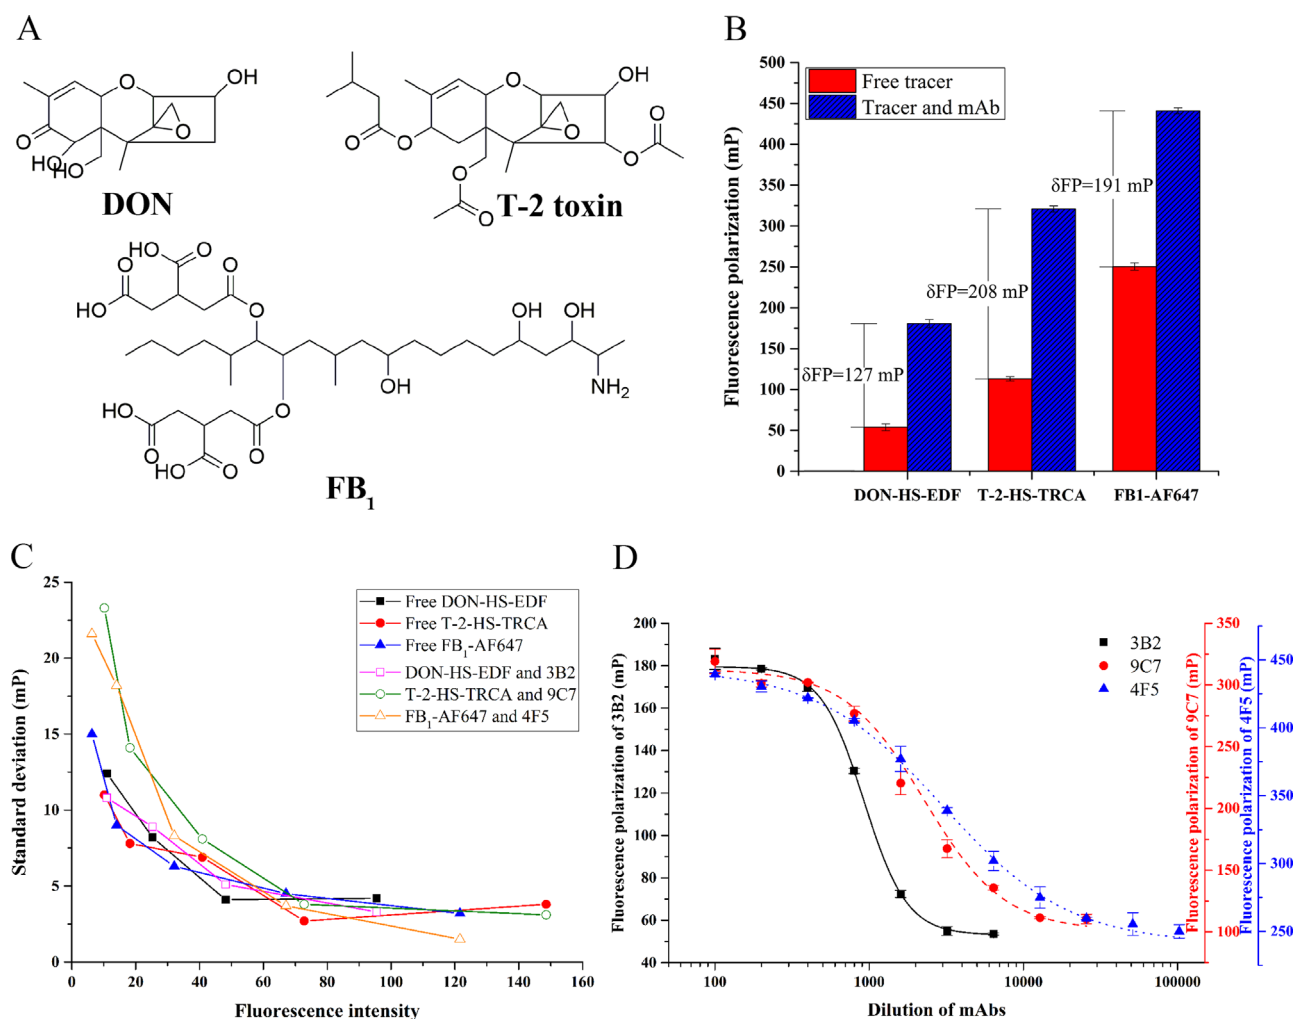 A
O
OH
O
O
HO
HO
DON
O
OH
O
O
O
O
O
O
O
T-2 toxin
HO
O
O
O
HO
O
O
OH
OH
OH
NH2
HO
O
O
O
HO
O
O
FB1
B
Free tracer
Tracer and mAb
Fluorescence polarization (mP)
500
450
400
350
300
250
200
150
100
50
0
δFP=127 mP
δFP=208 mP
δFP=191 mP
DON-HS-EDF
T-2-HS-TRCA
FB1-AF647
C
Standard deviation (mP)
25
20
15
10
5
0
Free DON-HS-EDF
Free T-2-HS-TRCA
Free FB1-AF647
DON-HS-EDF and 3B2
T-2-HS-TRCA and 9C7
FB1-AF647 and 4F5
0 20 40 60 80 100 120 140 160
Fluorescence intensity
D
Fluorescence polarization of 3B2 (mP)
200
180
160
140
120
100
80
60
40
3B2
9C7
4F5
100 1000 10000 100000
Dilution of mAbs
Fluorescence polarization of 9C7 (mP)
350
300
250
200
150
100
Fluorescence polarization of 4F5 (mP)
450
400
350
300
250